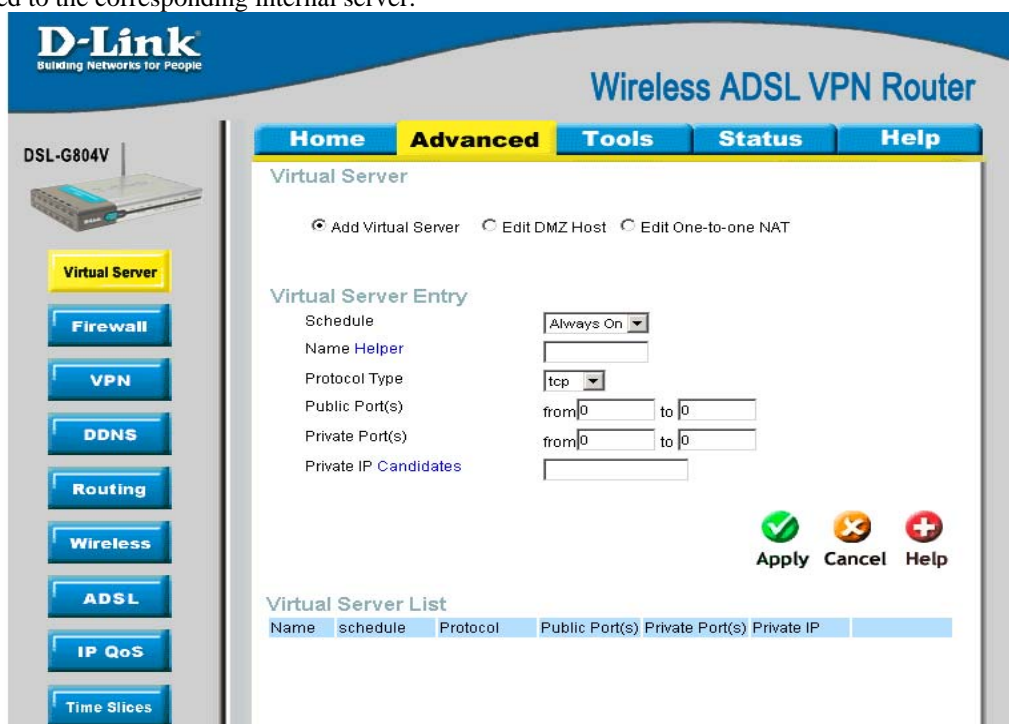 ed to the corresponding internal server.
D-Link
Building Networks for People
Wireless ADSL VPN Router
DSL-G804V
Home Advanced Tools Status Help
Virtual Server
Add Virtual Server Edit DMZ Host Edit One-to-one NAT
Virtual Server
Firewall
VPN
DDNS
Routing
Wireless
ADSL
IP QoS
Time Slices
Virtual Server Entry
Schedule Always On
Name Helper
Protocol Type tcp
Public Port(s) from 0 to 0
Private Port(s) from 0 to 0
Private IP Candidates
Apply Cancel Help
Virtual Server List
Name schedule Protocol Public Port(s) Private Port(s) Private IP